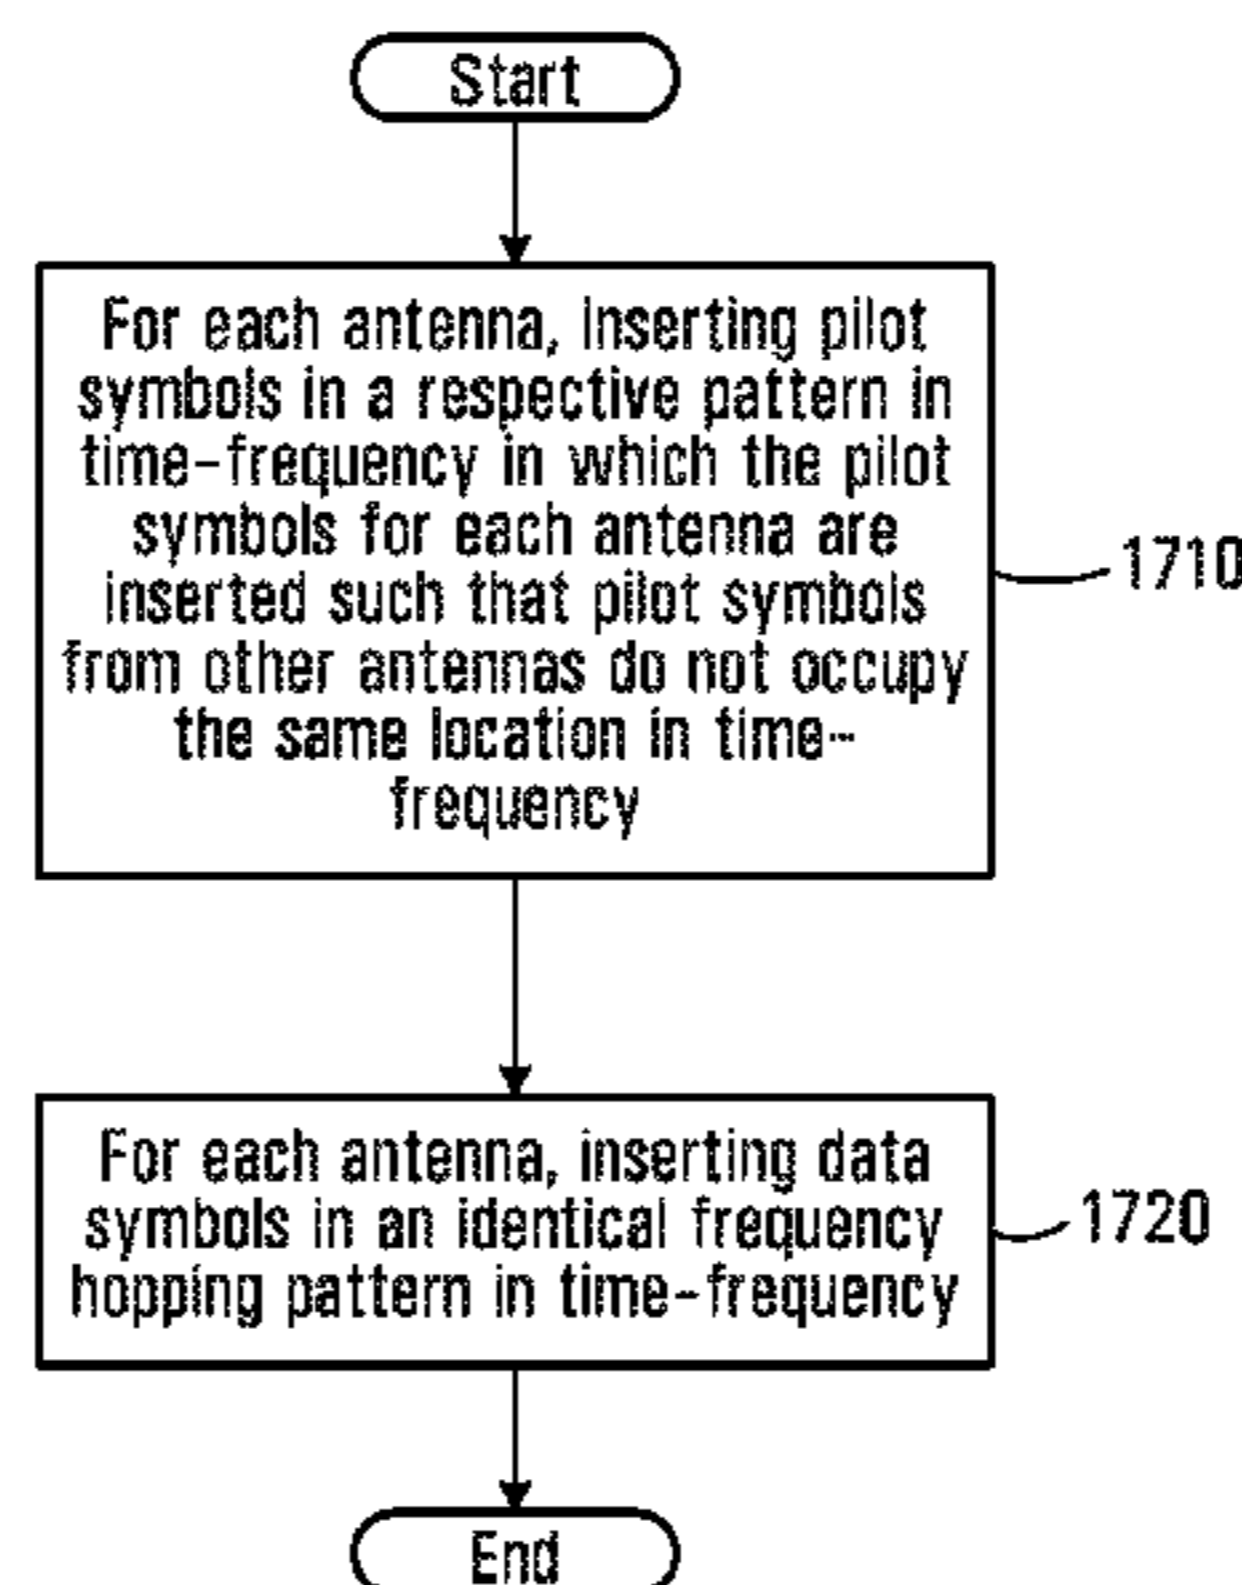 Start
For each antenna, inserting pilot
symbols in a respective pattern in
time-frequency in which the pilot
symbols for each antenna are
inserted such that pilot symbols
from other antennas do not occupy
the same location in time-
frequency
1710
For each antenna, inserting data
symbols in an identical frequency
hopping pattern in time-frequency
1720
End